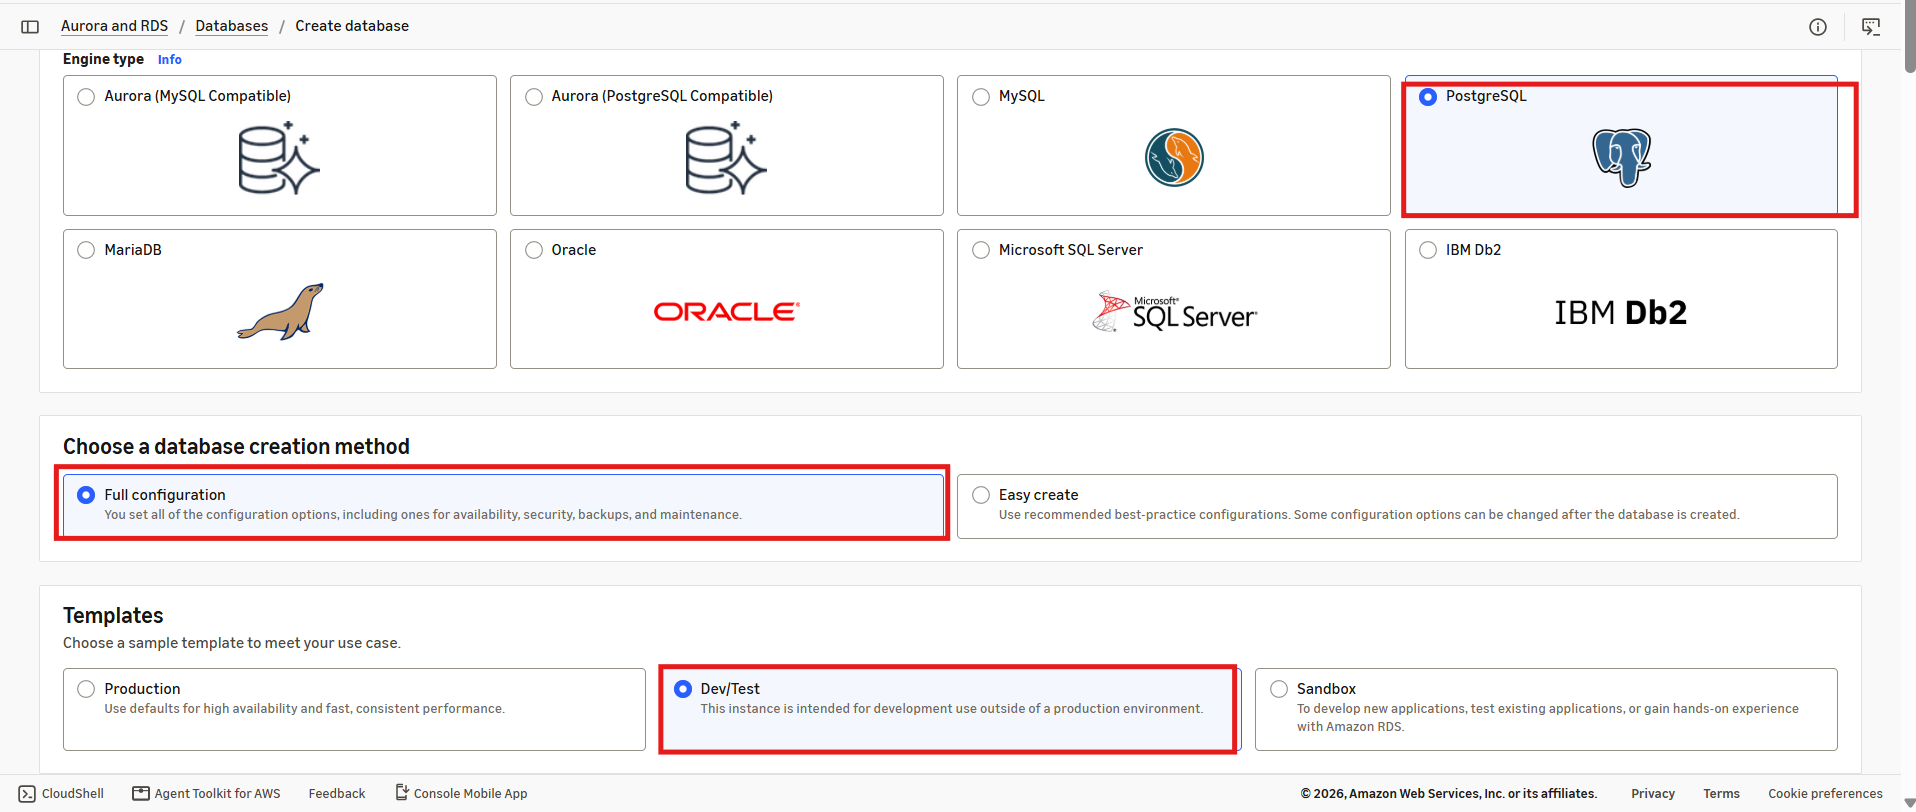 Aurora and RDS / Databases / Create database
Engine type Info
Aurora (MySQL Compatible)
Aurora (PostgreSQL Compatible)
MySQL
PostgreSQL
MariaDB
Oracle
ORACLE®
Microsoft SQL Server
Microsoft®
SQL Server
IBM Db2
IBM Db2
Choose a database creation method
Full configuration
You set all of the configuration options, including ones for availability, security, backups, and maintenance.
Easy create
Use recommended best-practice configurations. Some configuration options can be changed after the database is created.
Templates
Choose a sample template to meet your use case.
Production
Use defaults for high availability and fast, consistent performance.
Dev/Test
This instance is intended for development use outside of a production environment.
Sandbox
To develop new applications, test existing applications, or gain hands-on experience
with Amazon RDS.
CloudShell Agent Toolkit for AWS Feedback Console Mobile App © 2026, Amazon Web Services, Inc. or its affiliates. Privacy Terms Cookie preferences